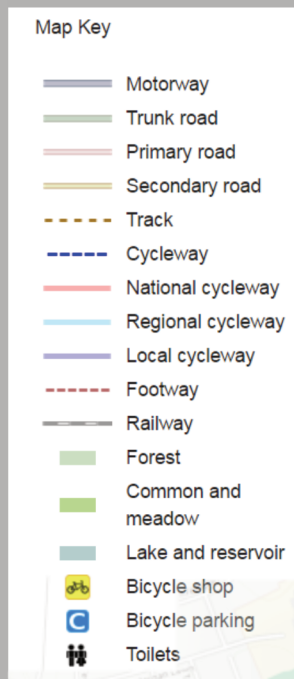 Map Key
Motorway
Trunk road
Primary road
Secondary road
Track
Cycleway
National cycleway
Regional cycleway
Local cycleway
Footway
Railway
Forest
Common and
meadow
Lake and reservoir
Bicycle shop
C Bicycle parking
Toilets